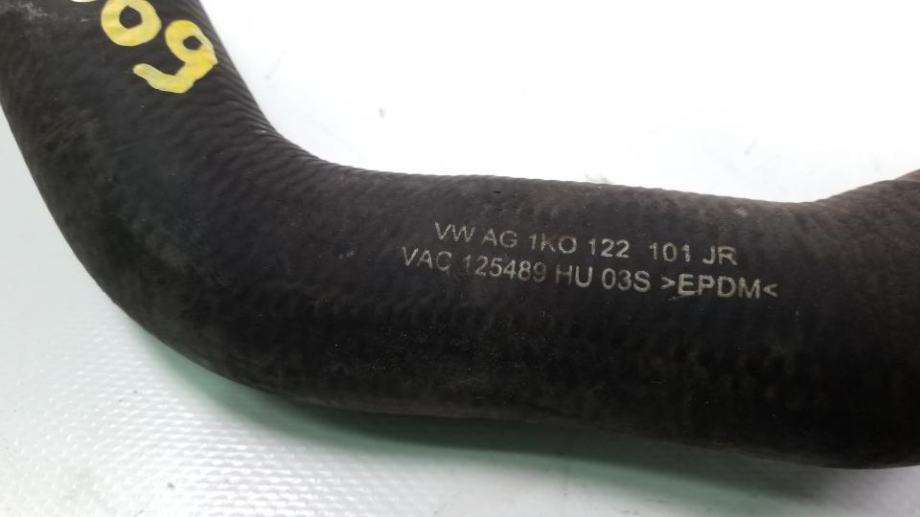 VW AG 1K0 122 101 JR
VAC 125489 HU 03S >EPDM<